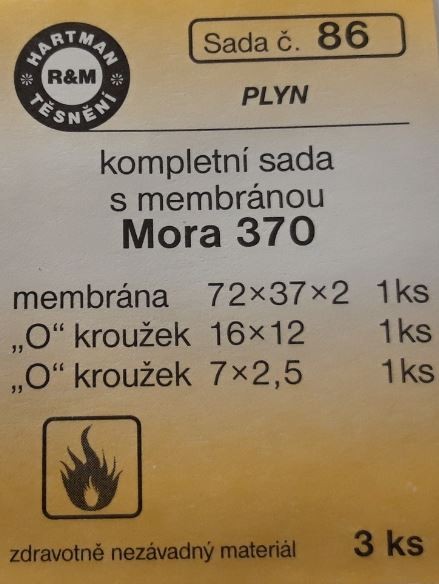 HARTMAN
R&M
TĚSNĚNÍ
Sada č. 86
PLYN
kompletní sada
s membránou
Mora 370
membrána 72×37×2 1ks
„O“ kroužek 16×12 1ks
„O“ kroužek 7×2,5 1ks
zdravotně nezávadný materiál 3 ks